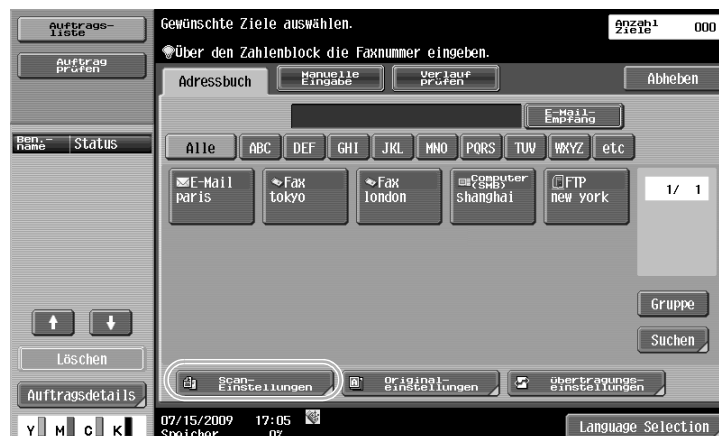 Auftrags-
liste
Auftrag
prüfen
Ben.-
name
Status
Löschen
Auftragsdetails
Y M C K
Gewünschte Ziele auswählen.
Über den Zahlenblock die Faxnummer eingeben.
Anzahl
Ziele
000
Adressbuch
Manuelle
Eingabe
Verlauf
prüfen
Abheben
E-Mail-
Empfang
Alle ABC DEF GHI JKL MNO PQRS TUV WXYZ etc
E-Mail
paris
Fax
tokyo
Fax
london
Computer
(SMB)
shanghai
FTP
new york
1/ 1
Gruppe
Suchen
Scan-
Einstellungen
Original-
einstellungen
übertragungs-
einstellungen
07/15/2009 17:05
Speicher 0%
Language Selection